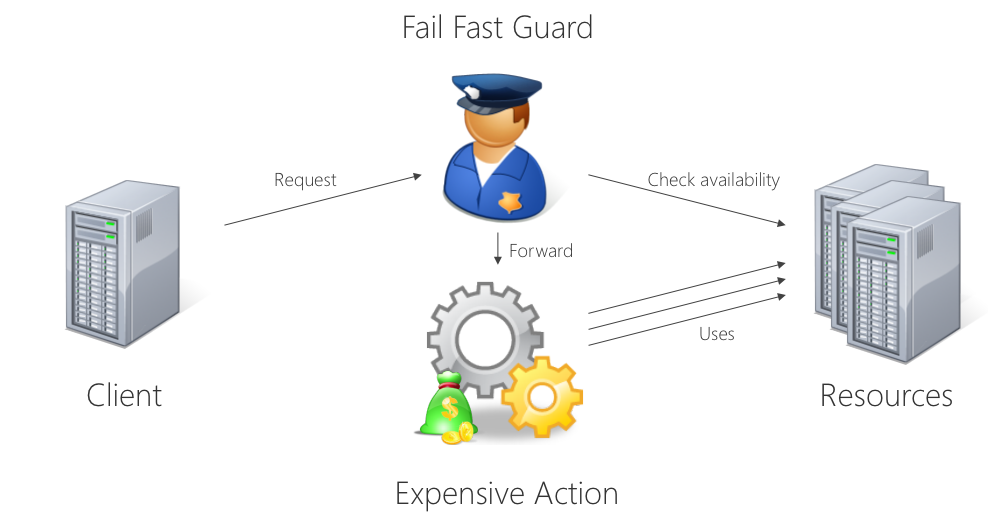 Fail Fast Guard
Request
Check availability
Forward
Uses
Client
Resources
$
Expensive Action